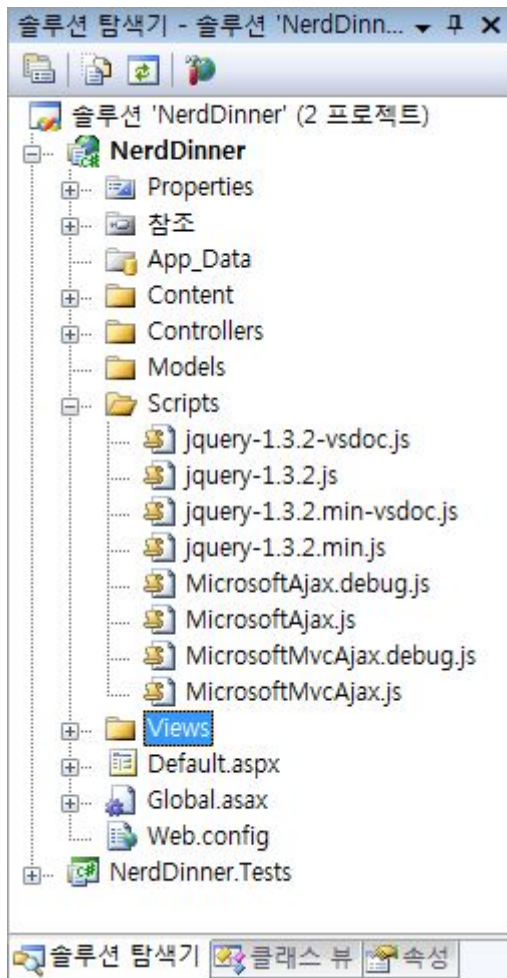 솔루션 탐색기 - 솔루션 'NerdDinn...
솔루션 'NerdDinner' (2 프로젝트)
NerdDinner
Properties
참조
App_Data
Content
Controllers
Models
Scripts
jquery-1.3.2-vsdoc.js
jquery-1.3.2.js
jquery-1.3.2.min-vsdoc.js
jquery-1.3.2.min.js
MicrosoftAjax.debug.js
MicrosoftAjax.js
MicrosoftMvcAjax.debug.js
MicrosoftMvcAjax.js
Views
Default.aspx
Global.asax
Web.config
NerdDinner.Tests
솔루션 탐색기 클래스 뷰 속성